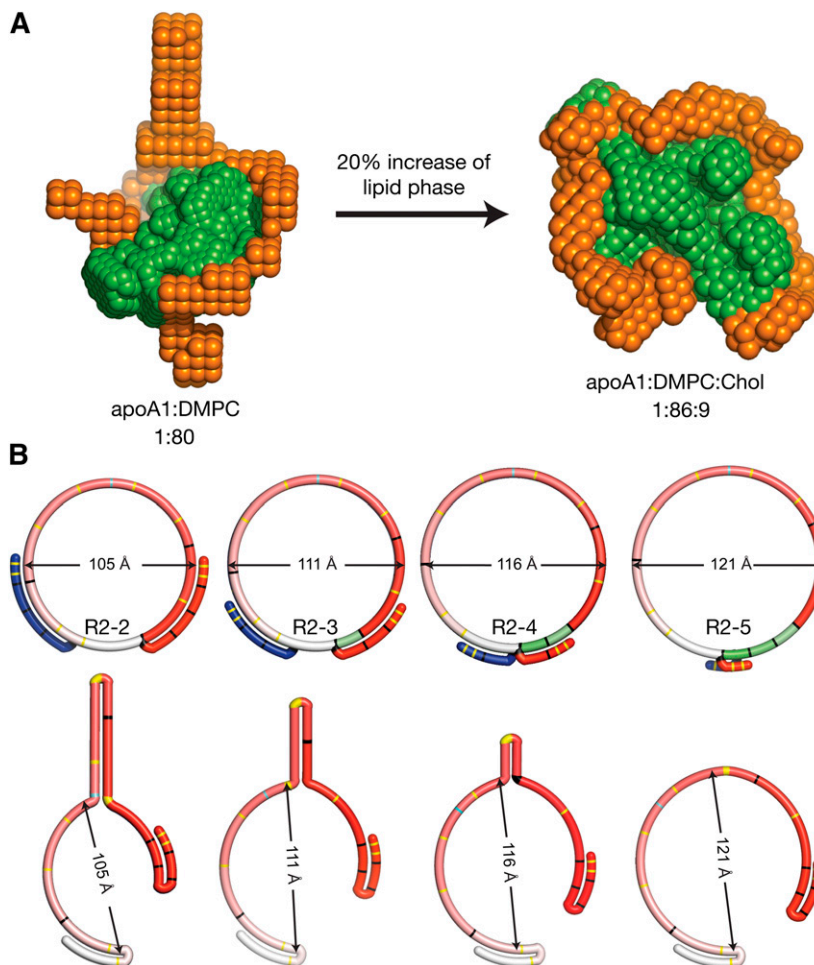 A
20% increase of
lipid phase
apoA1:DMPC
1:80
apoA1:DMPC:Chol
1:86:9
B
105 Å
111 Å
116 Å
121 Å
R2-2
R2-3
R2-4
R2-5
105 Å
111 Å
116 Å
121 Å